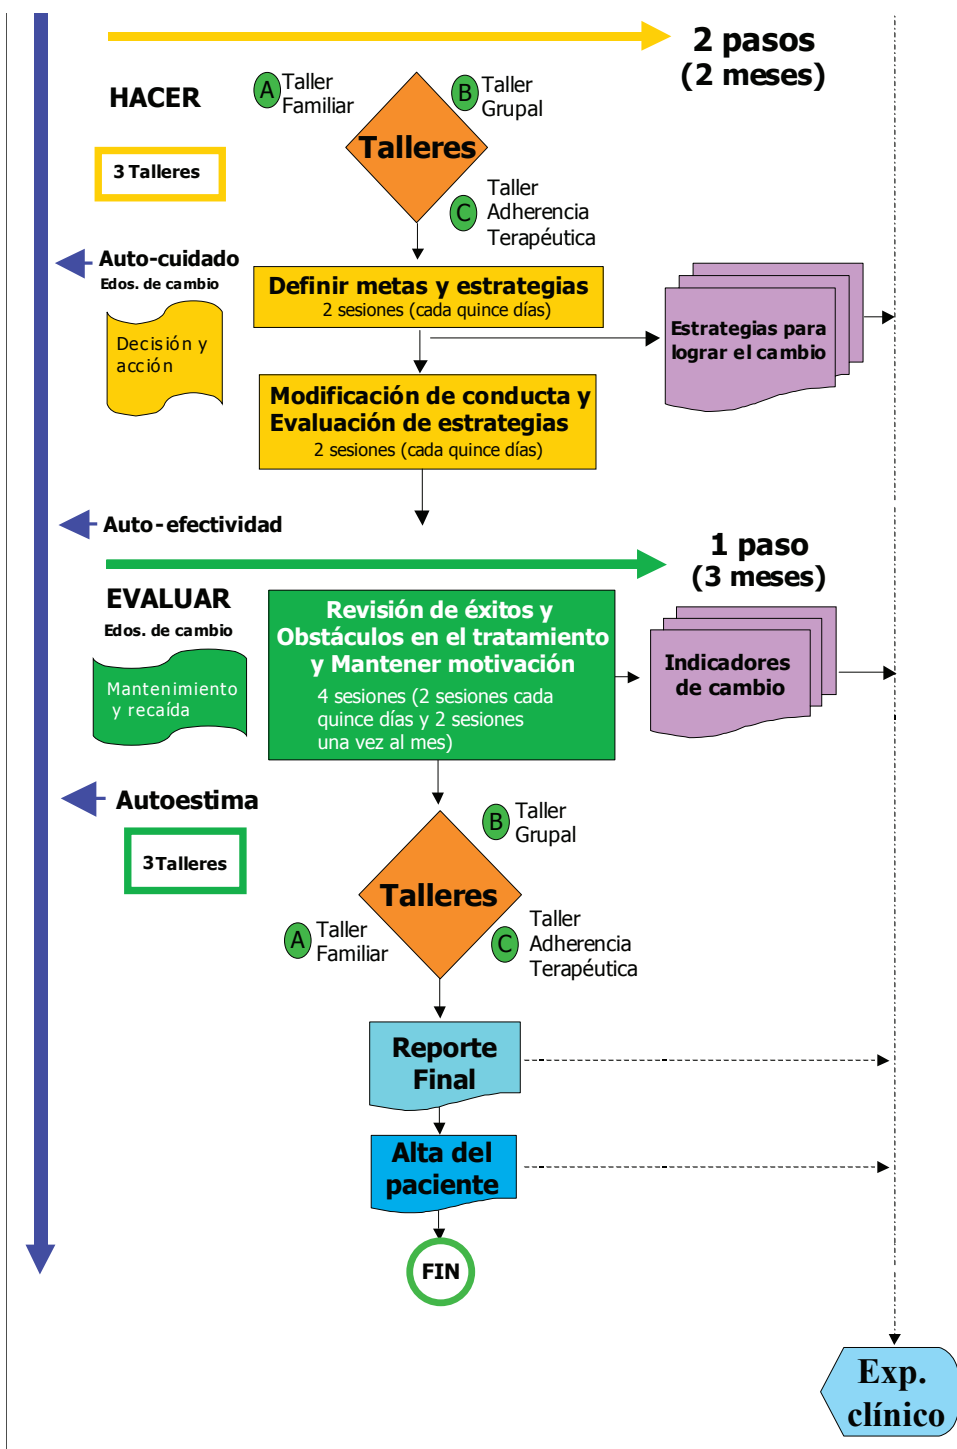 2 pasos
(2 meses)
HACER
A Taller
Familiar
B Taller
Grupal
Talleres
3 Talleres
C Taller
Adherencia
Terapéutica
Auto-cuidado
Edos. de cambio
Decisión y
acción
Definir metas y estrategias
2 sesiones (cada quince días)
Estrategias para
lograr el cambio
Modificación de conducta y
Evaluación de estrategias
2 sesiones (cada quince días)
Auto-efectividad
1 paso
(3 meses)
EVALUAR
Edos. de cambio
Mantenimiento
y recaída
Revisión de éxitos y
Obstáculos en el tratamiento
y Mantener motivación
4 sesiones (2 sesiones cada
quince días y 2 sesiones
una vez al mes)
Indicadores
de cambio
Autoestima
3 Talleres
B Taller
Grupal
Talleres
A Taller
Familiar
C Taller
Adherencia
Terapéutica
Reporte
Final
Alta del
paciente
FIN
Exp.
clínico